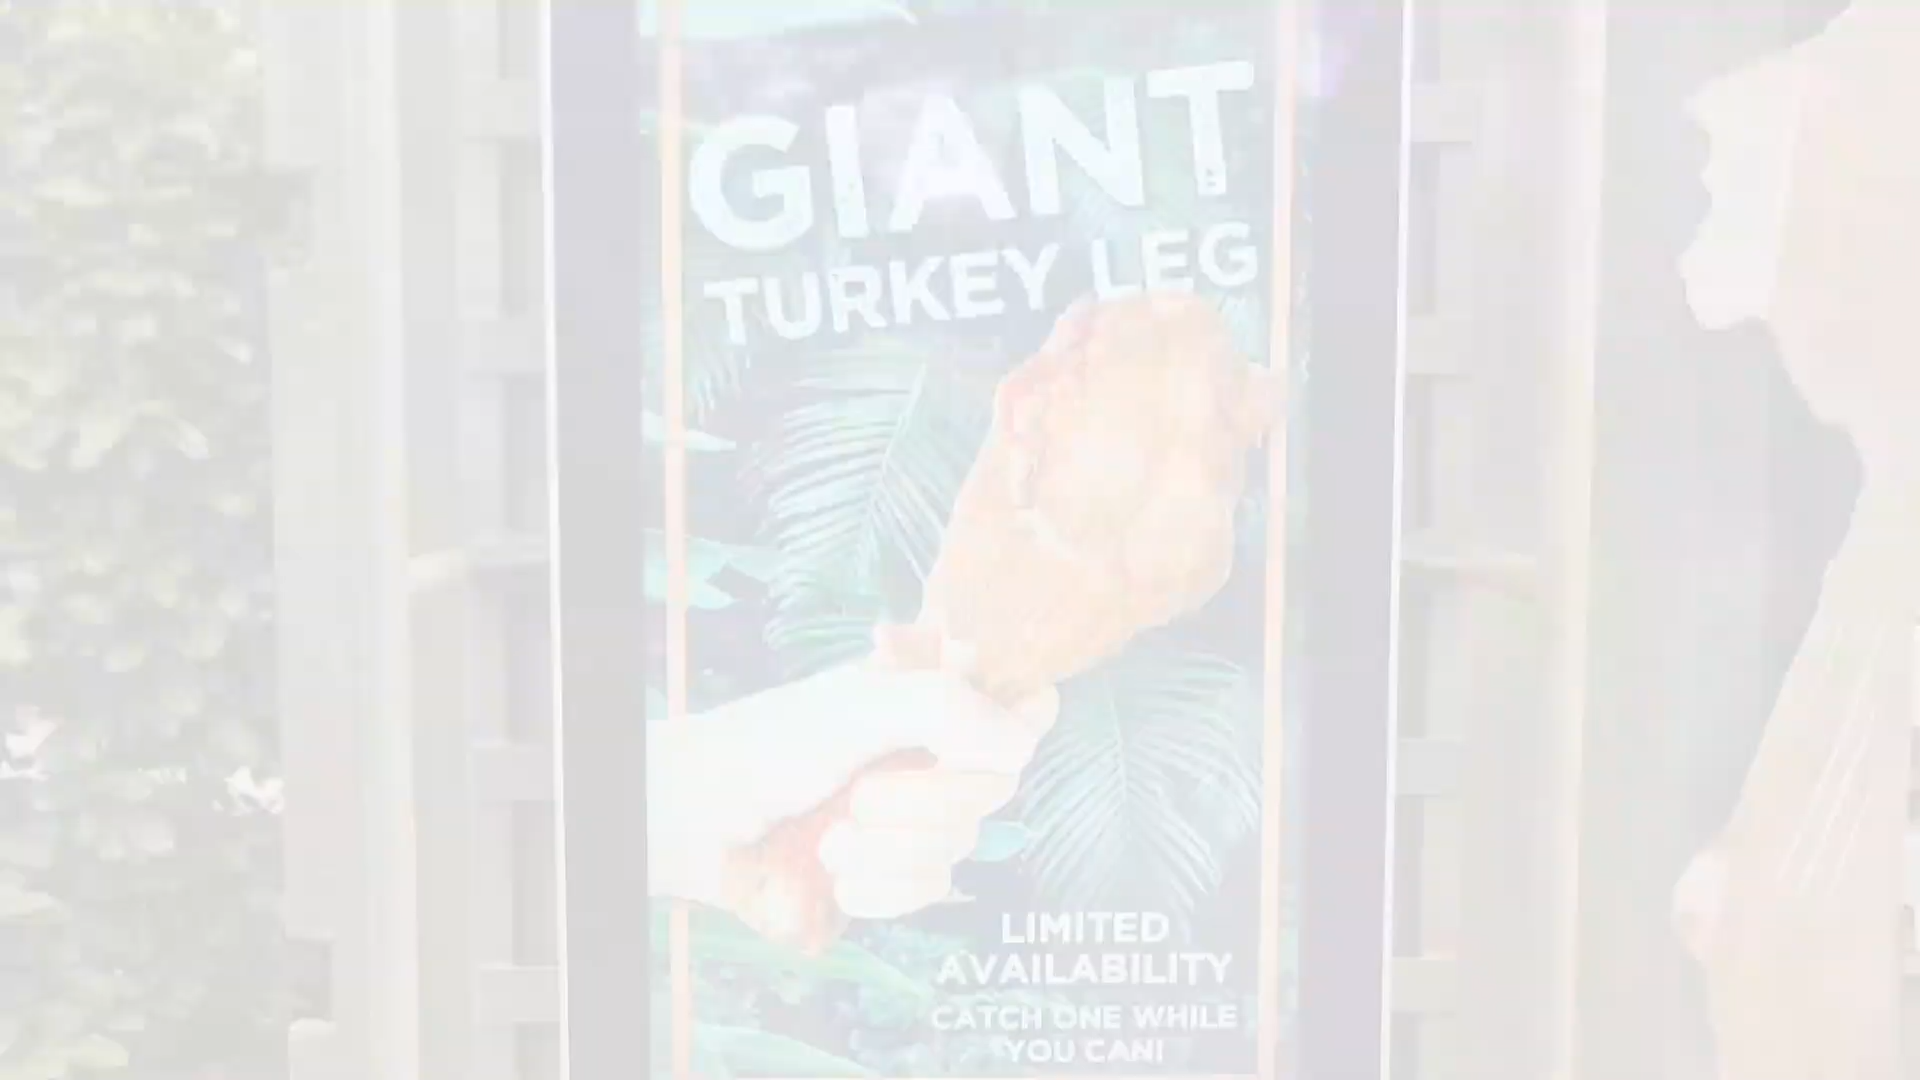 GIANT
TURKEY LEG
LIMITED
AVAILABILITY
CATCH ONE WHILE
YOU CAN!